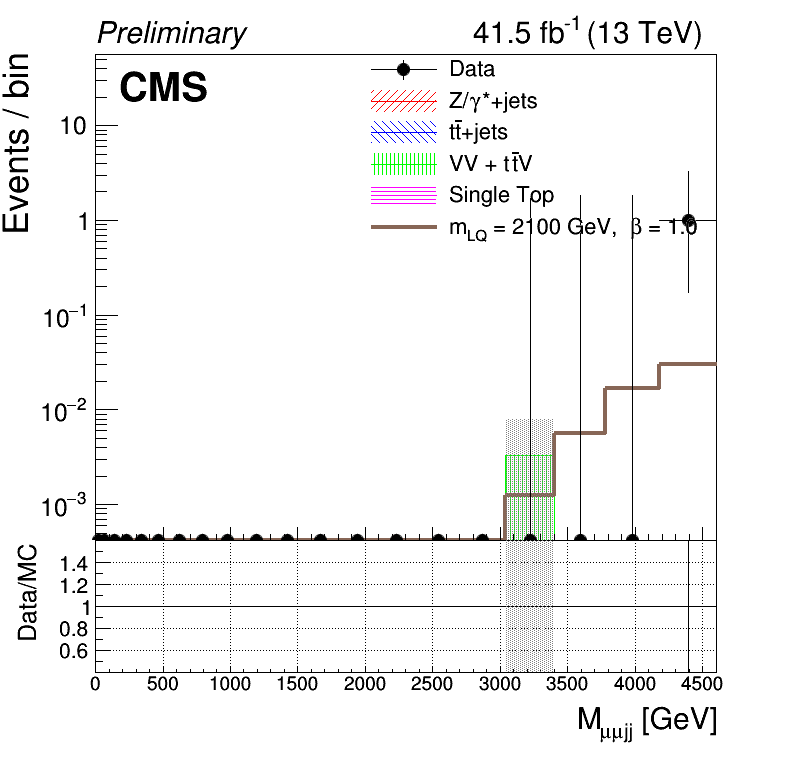 Preliminary 41.5 fb⁻¹ (13 TeV)
CMS
Data
Z/γ*+jets
tt̄+jets
VV + tt̄V
Single Top
m_LQ = 2100 GeV, β = 1.0
Events / bin
10
1
10⁻¹
10⁻²
10⁻³
Data/MC
1.4
1.2
1
0.8
0.6
0 500 1000 1500 2000 2500 3000 3500 4000 4500
M_μμjj [GeV]